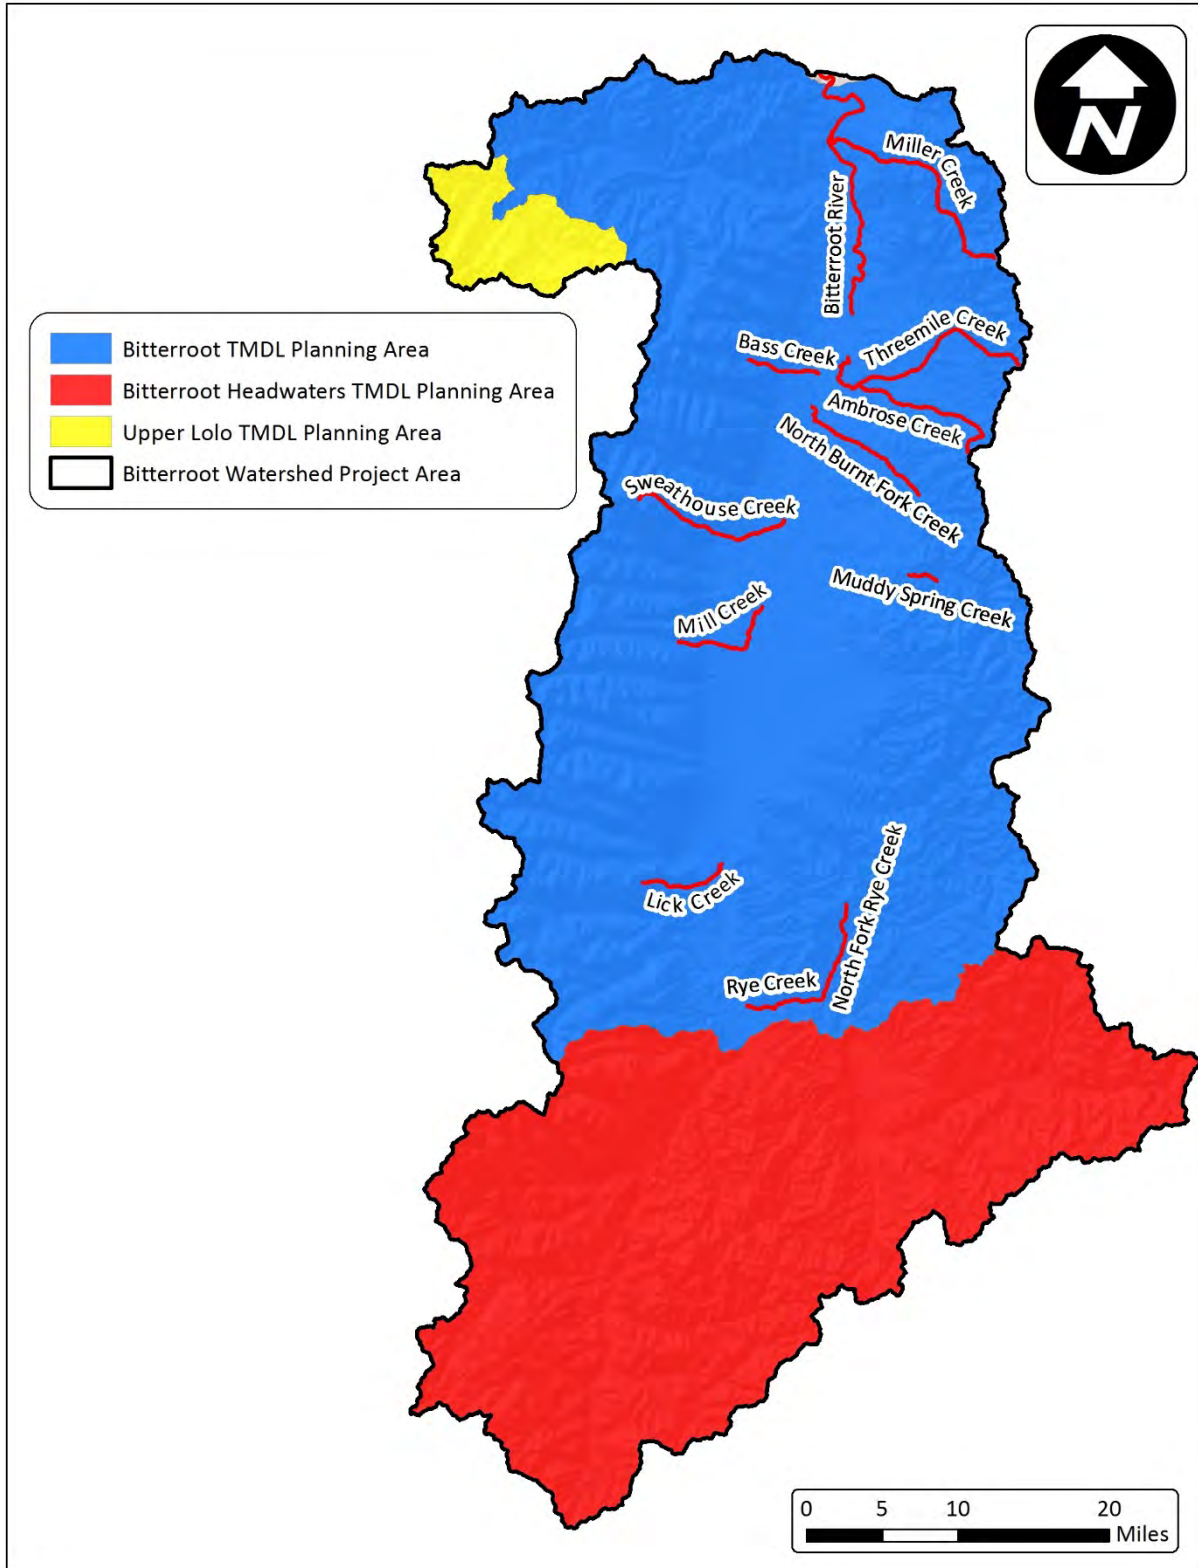 N
Miller Creek
Bitterroot River
Threemile Creek
Bass Creek
Ambrose Creek
North Burnt Fork Creek
Sweathouse Creek
Muddy Spring Creek
Mill Creek
Lick Creek
North Fork Rye Creek
Rye Creek
Bitterroot TMDL Planning Area
Bitterroot Headwaters TMDL Planning Area
Upper Lolo TMDL Planning Area
Bitterroot Watershed Project Area
0 5 10 20
Miles